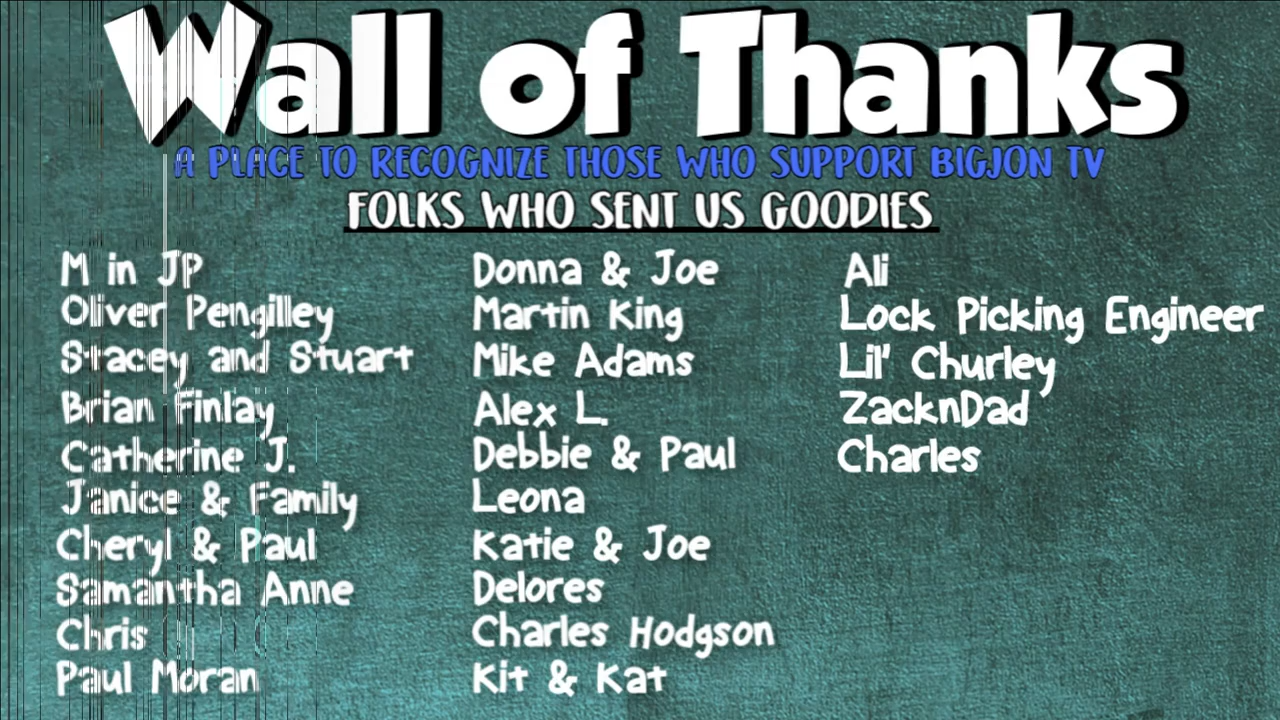 Wall of Thanks
A PLACE TO RECOGNIZE THOSE WHO SUPPORT BIGJON TV
FOLKS WHO SENT US GOODIES
M in JP
Oliver Pengilley
Stacey and Stuart
Brian Finlay
Catherine J.
Janice & Family
Cheryl & Paul
Samantha Anne
Chris
Paul Moran
Donna & Joe
Martin King
Mike Adams
Alex L.
Debbie & Paul
Leona
Katie & Joe
Delores
Charles Hodgson
Kit & Kat
Ali
Lock Picking Engineer
Lil' Churley
ZacknDad
Charles